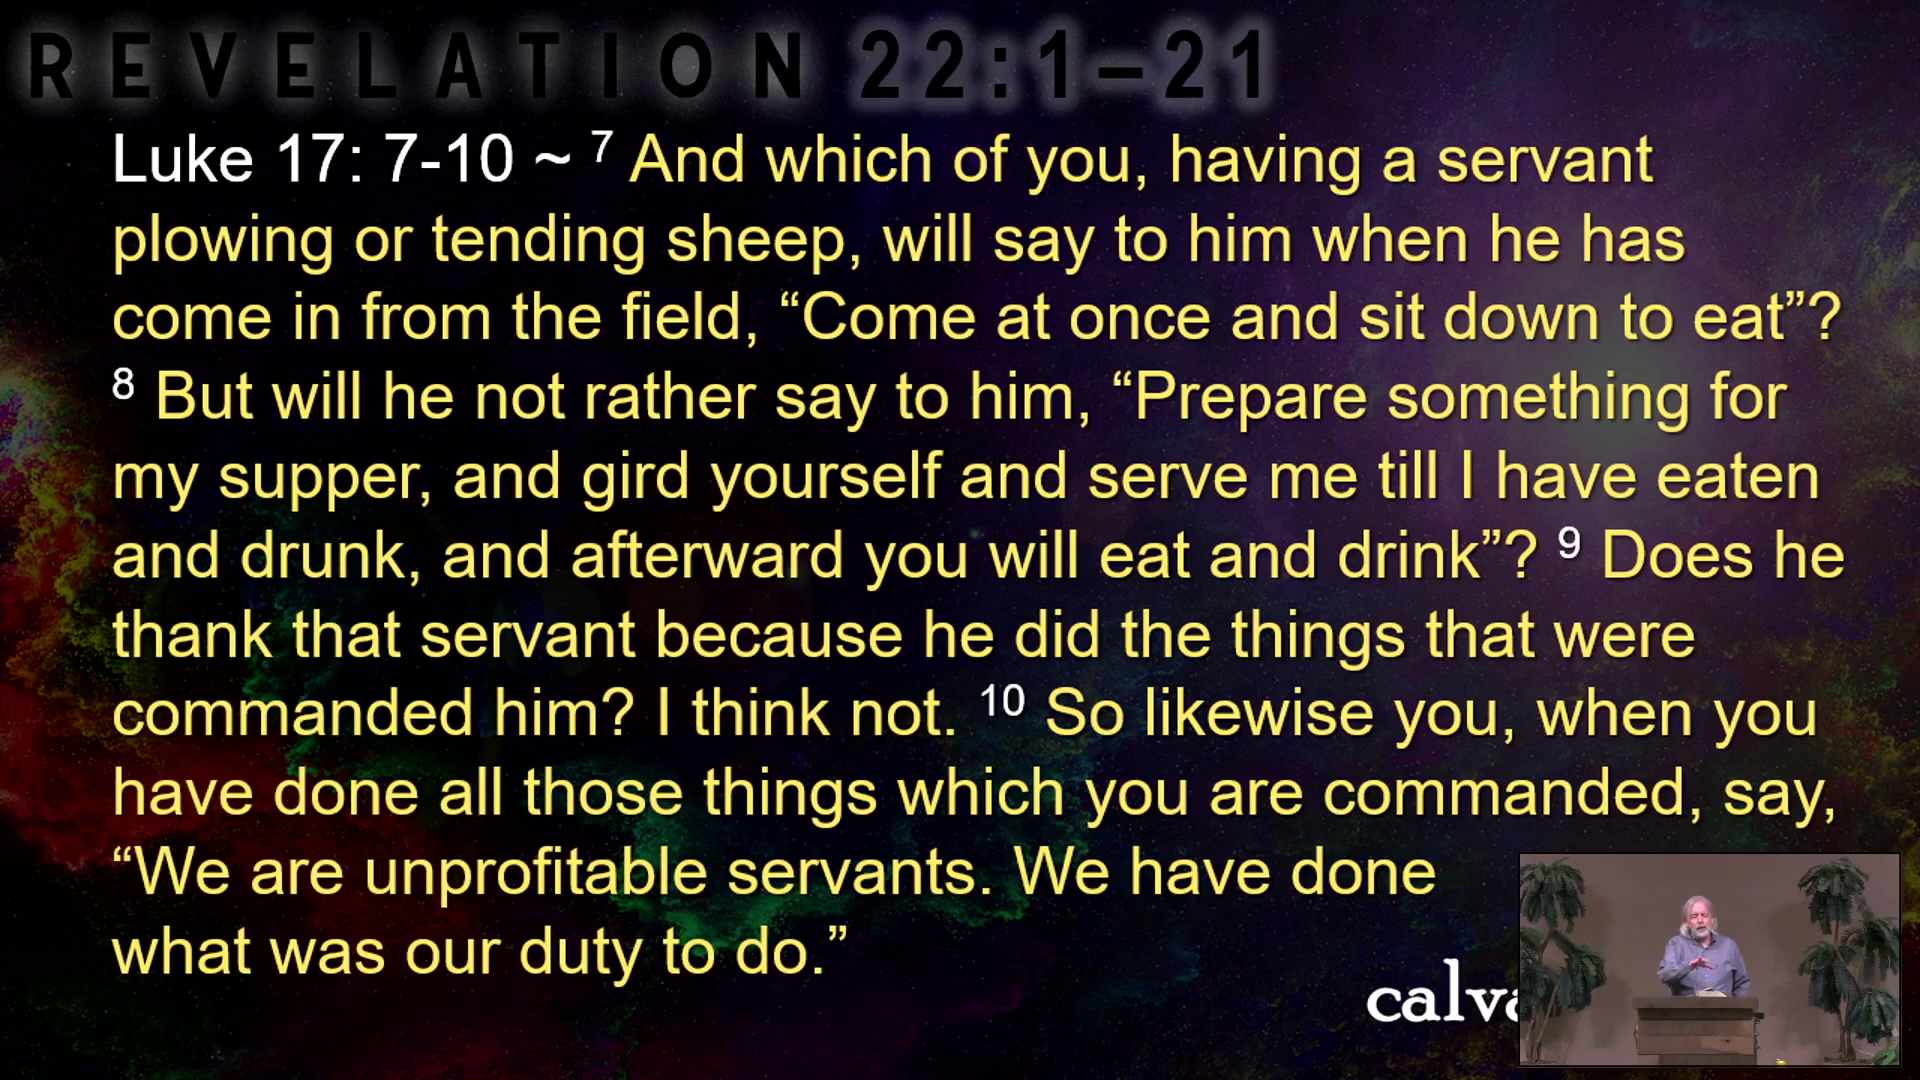 REVELATION 22:1–21
Luke 17: 7-10 ~ 7 And which of you, having a servant
plowing or tending sheep, will say to him when he has
come in from the field, “Come at once and sit down to eat”?
8 But will he not rather say to him, “Prepare something for
my supper, and gird yourself and serve me till I have eaten
and drunk, and afterward you will eat and drink”? 9 Does he
thank that servant because he did the things that were
commanded him? I think not. 10 So likewise you, when you
have done all those things which you are commanded, say,
“We are unprofitable servants. We have done
what was our duty to do.”